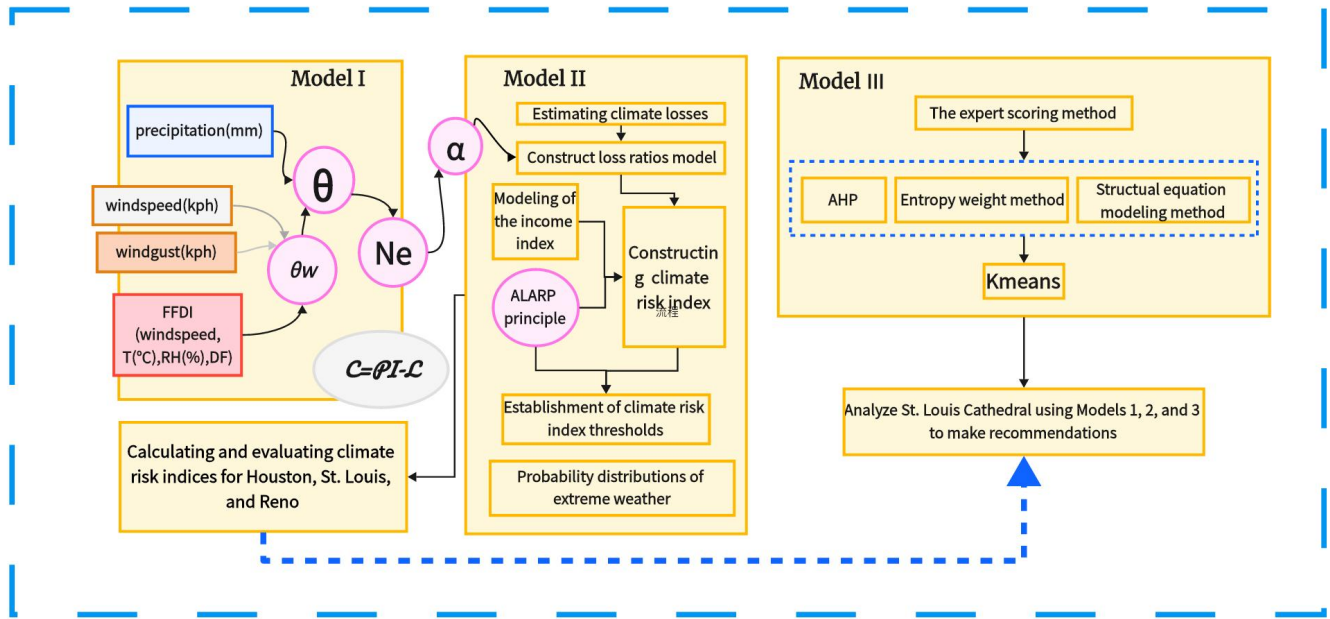 Model I
precipitation(mm)
θ
windspeed(kph)
windgust(kph)
θw
Ne
FFDI
(windspeed,
T(°C),RH(%),DF)
C=PI-L
α
Model II
Estimating climate losses
Construct loss ratios model
Modeling of
the income
index
Constructin
g climate
risk index
流程
ALARP
principle
Establishment of climate risk
index thresholds
Probability distributions of
extreme weather
Calculating and evaluating climate
risk indices for Houston, St. Louis,
and Reno
Model III
The expert scoring method
AHP
Entropy weight method
Structual equation
modeling method
Kmeans
Analyze St. Louis Cathedral using Models 1, 2, and 3
to make recommendations